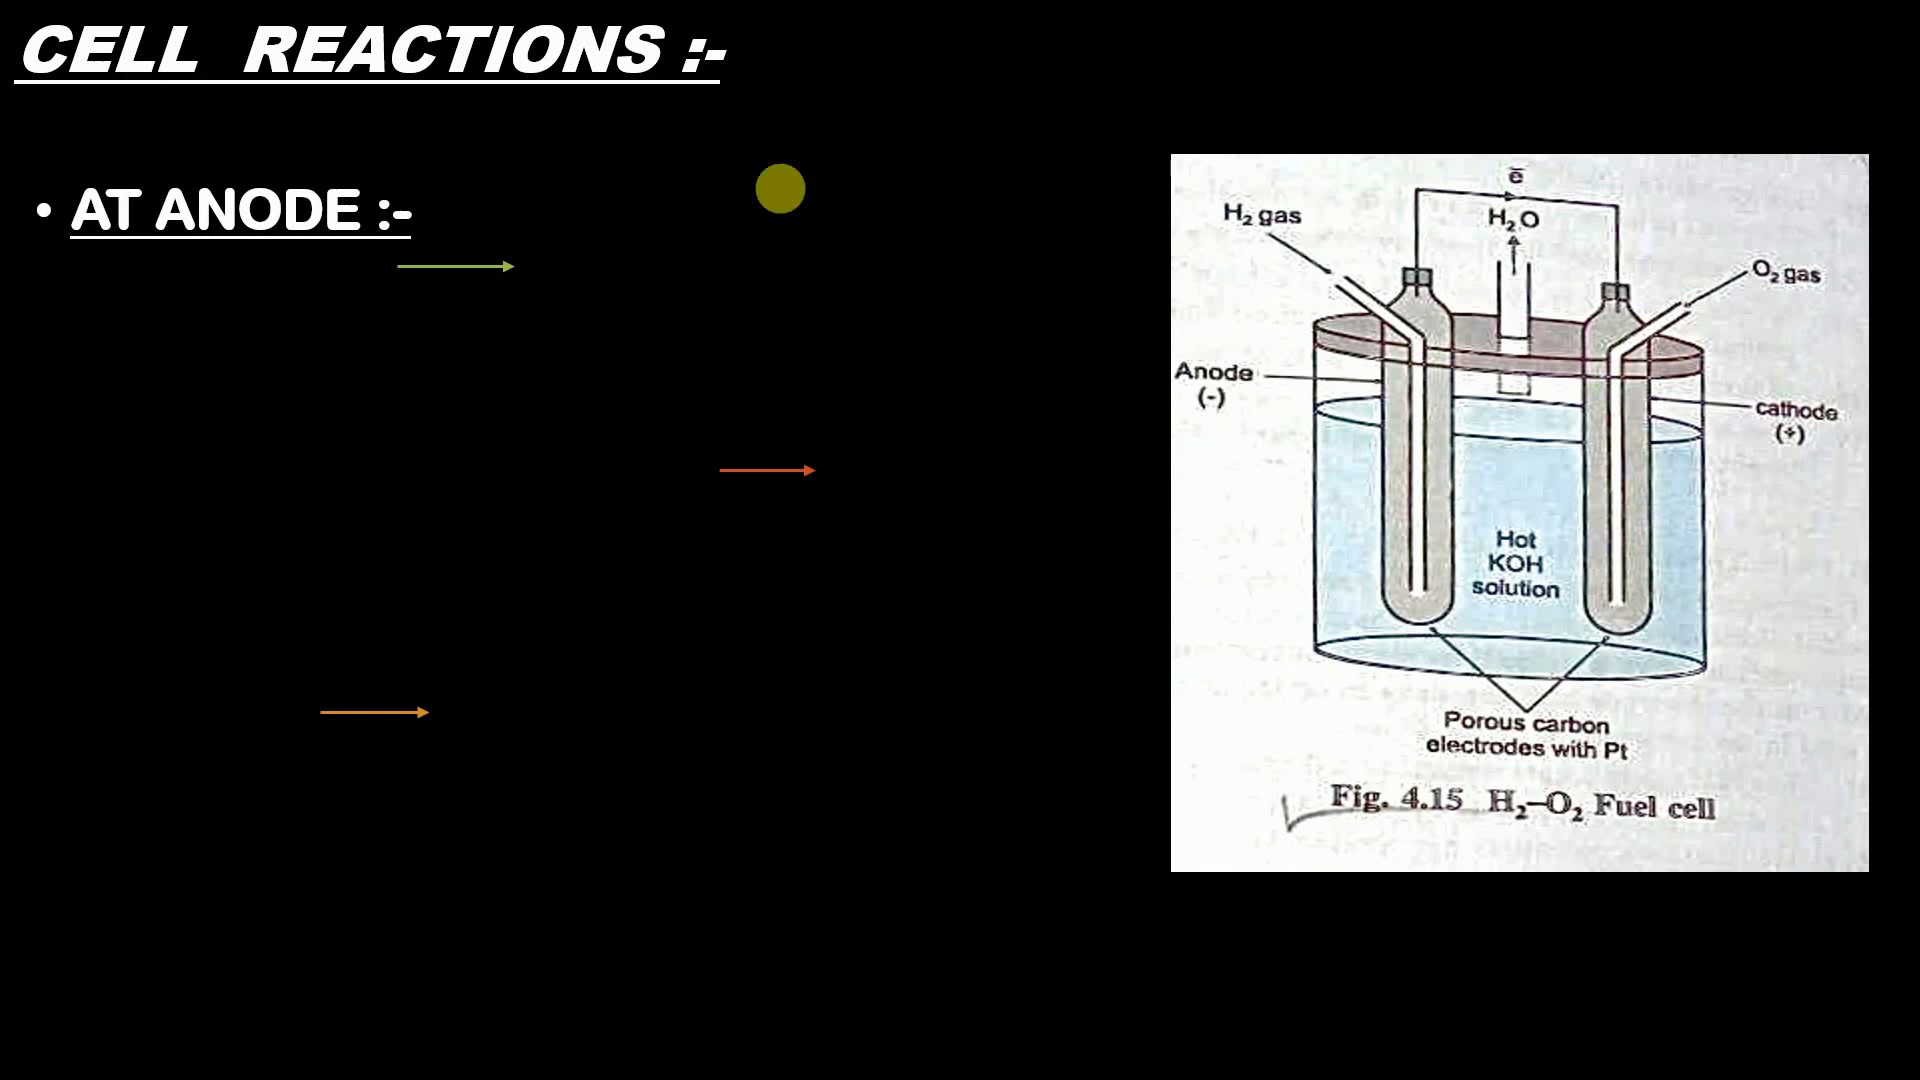 CELL REACTIONS :-
• AT ANODE :-
ē
H₂ gas
H₂O
O₂ gas
Anode
(-)
cathode
(+)
Hot
KOH
solution
Porous carbon
electrodes with Pt
Fig. 4.15 H₂–O₂ Fuel cell